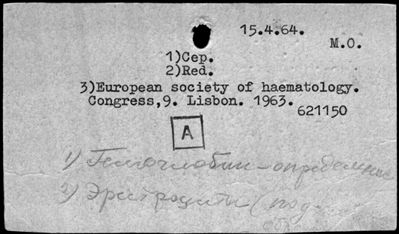 15.4.64.
M.O.
1)Сер.
2)Red.
3)European society of haematology.
Congress,9. Lisbon. 1963.
621150
A
1) Гемоглобин – определение
2) Эритроциты (под